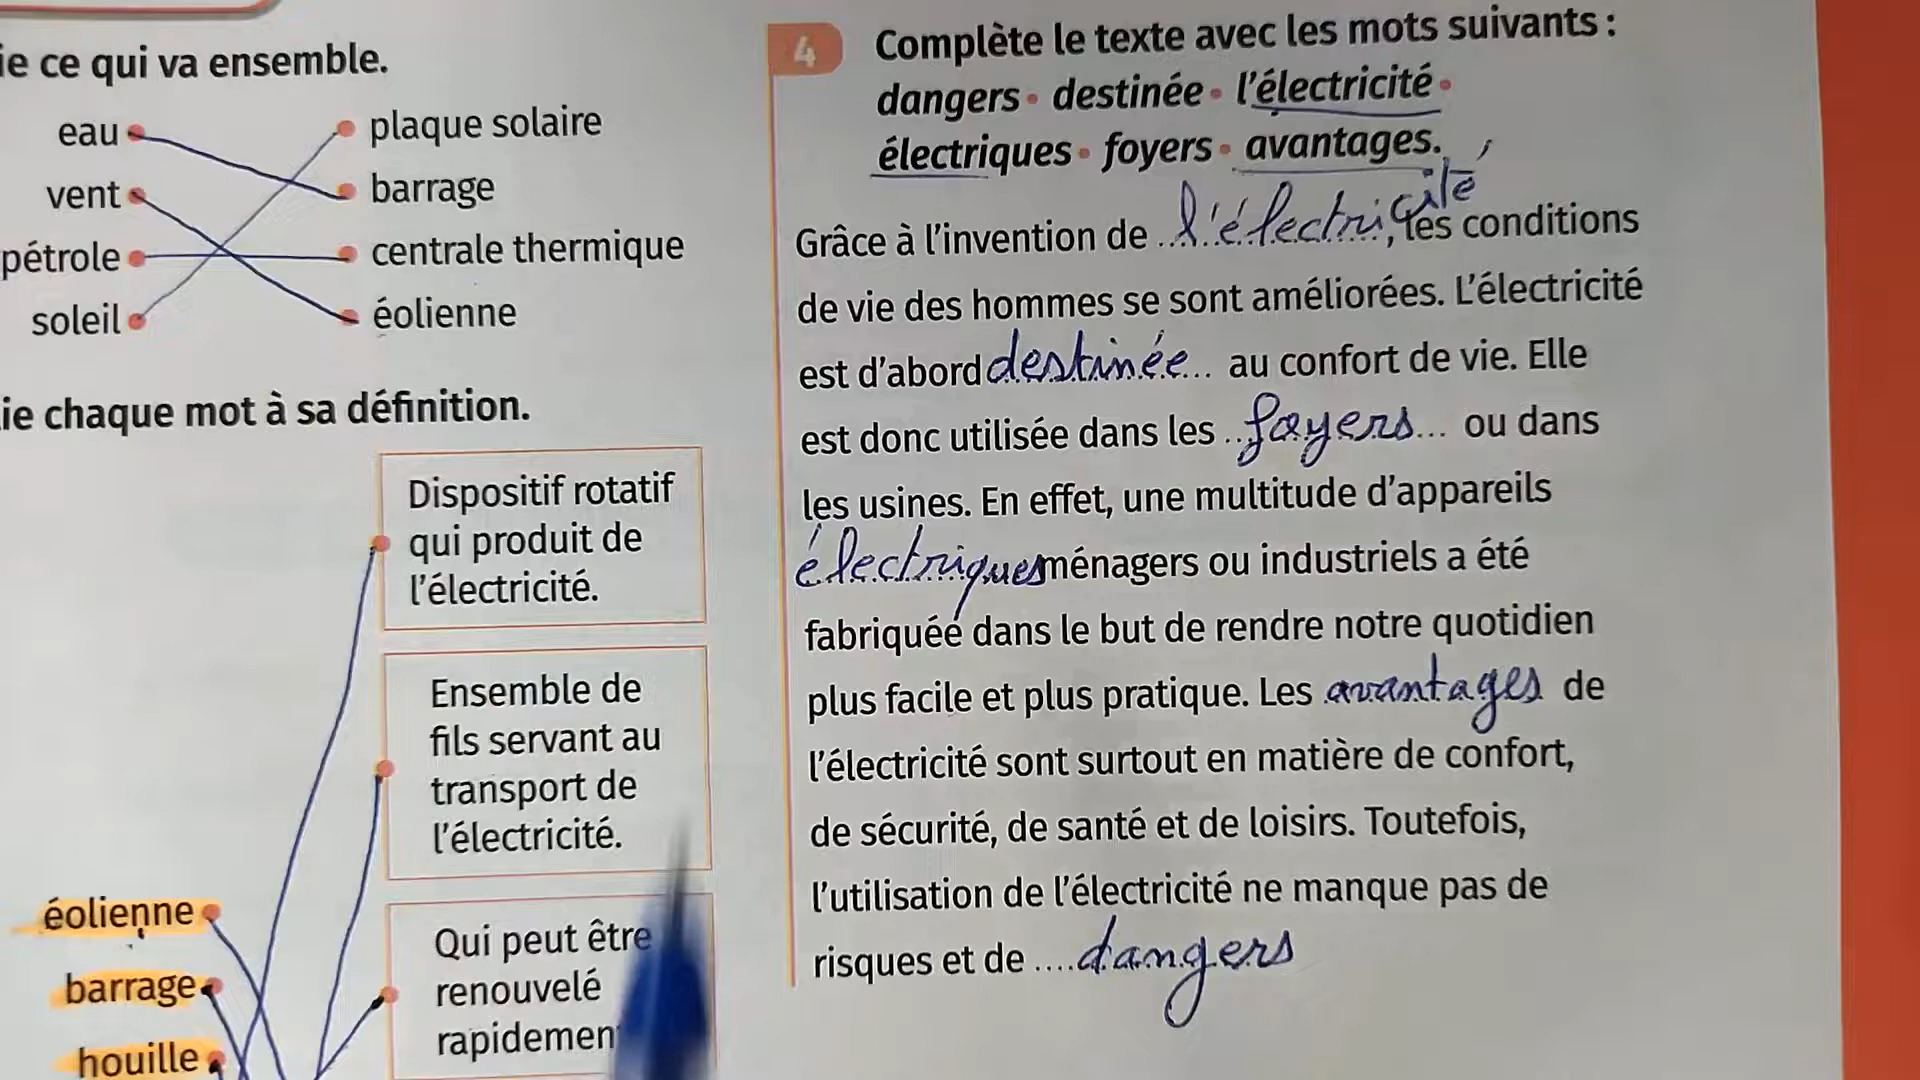 ie ce qui va ensemble.
eau
vent
pétrole
soleil
plaque solaire
barrage
centrale thermique
éolienne
ie chaque mot à sa définition.
Dispositif rotatif
qui produit de
l'électricité.
Ensemble de
fils servant au
transport de
l'électricité.
Qui peut être
renouvelé
rapidemen
éolienne
barrage
houille
4
Complète le texte avec les mots suivants :
dangers • destinée • l'électricité •
électriques • foyers • avantages.
Grâce à l'invention de l'électricité, les conditions
de vie des hommes se sont améliorées. L'électricité
est d'abord destinée... au confort de vie. Elle
est donc utilisée dans les ..foyers... ou dans
les usines. En effet, une multitude d'appareils
électriques ménagers ou industriels a été
fabriquée dans le but de rendre notre quotidien
plus facile et plus pratique. Les avantages de
l'électricité sont surtout en matière de confort,
de sécurité, de santé et de loisirs. Toutefois,
l'utilisation de l'électricité ne manque pas de
risques et de ....dangers